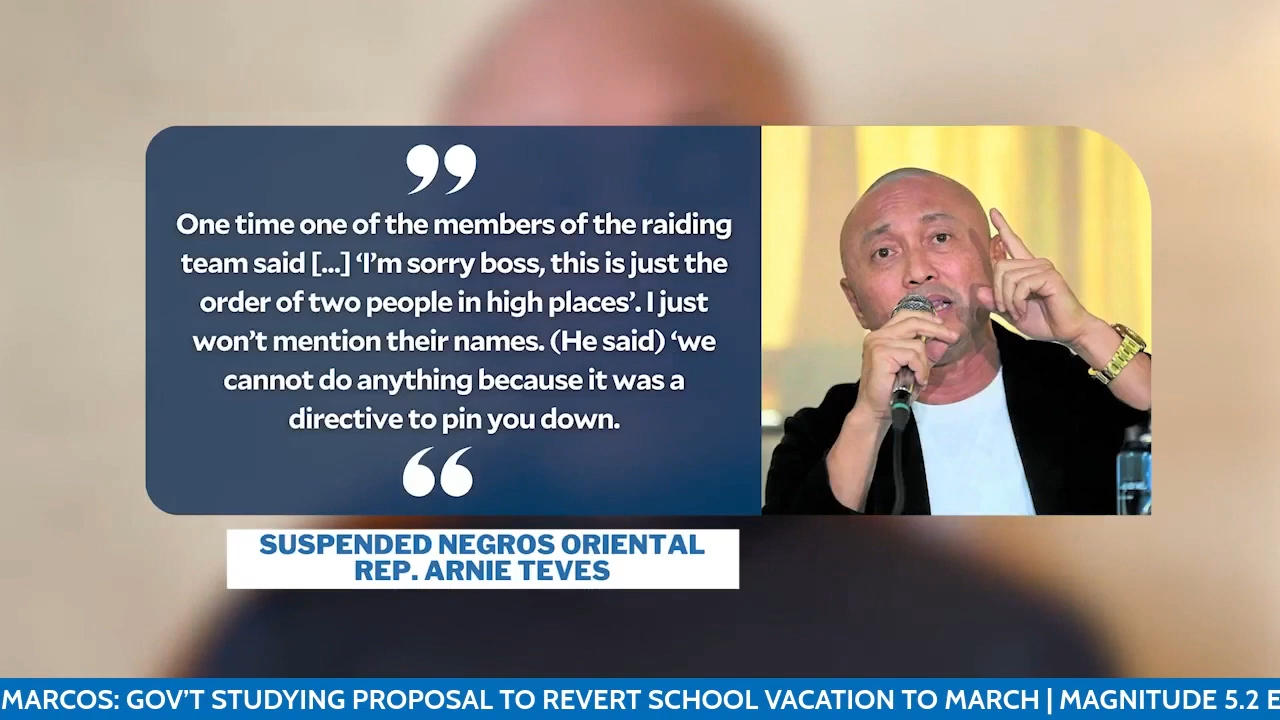 ”
One time one of the members of the raiding
team said [...] ‘I’m sorry boss, this is just the
order of two people in high places’. I just
won’t mention their names. (He said) ‘we
cannot do anything because it was a
directive to pin you down.
“
SUSPENDED NEGROS ORIENTAL
REP. ARNIE TEVES
MARCOS: GOV’T STUDYING PROPOSAL TO REVERT SCHOOL VACATION TO MARCH | MAGNITUDE 5.2 E